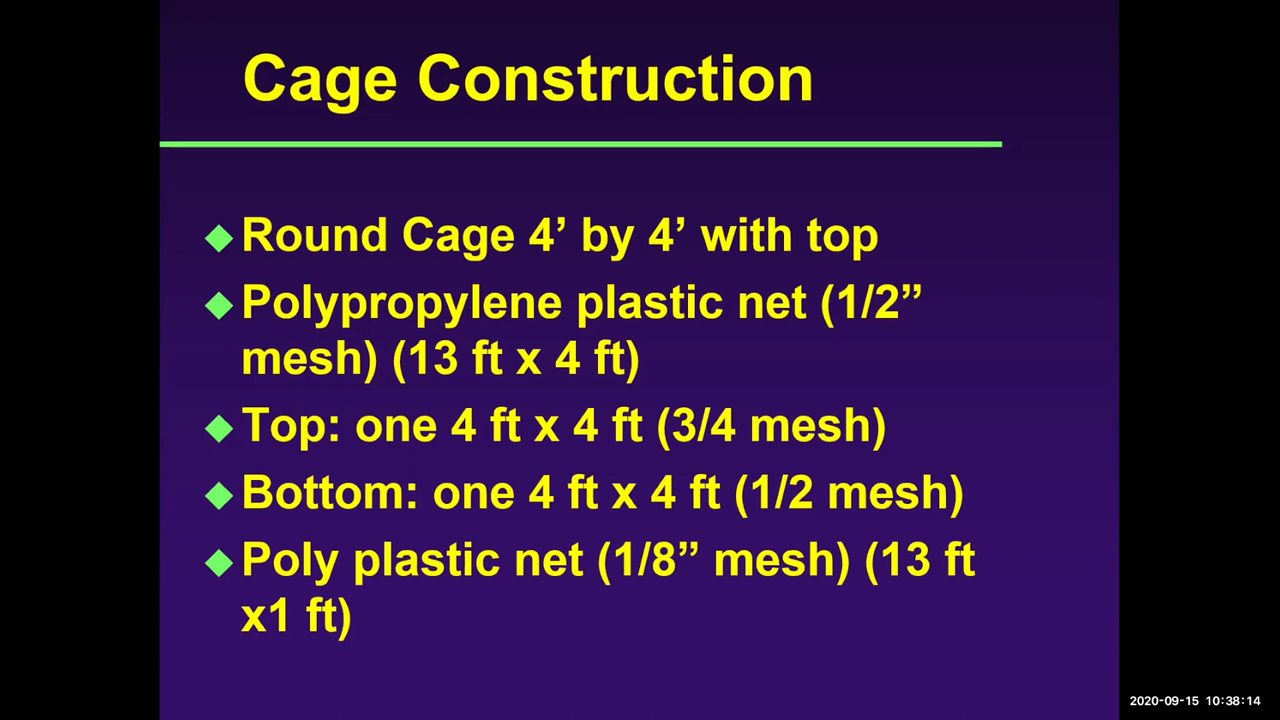 Cage Construction
Round Cage 4’ by 4’ with top
Polypropylene plastic net (1/2”
mesh) (13 ft x 4 ft)
Top: one 4 ft x 4 ft (3/4 mesh)
Bottom: one 4 ft x 4 ft (1/2 mesh)
Poly plastic net (1/8” mesh) (13 ft
x1 ft)
2020-09-15 10:38:14